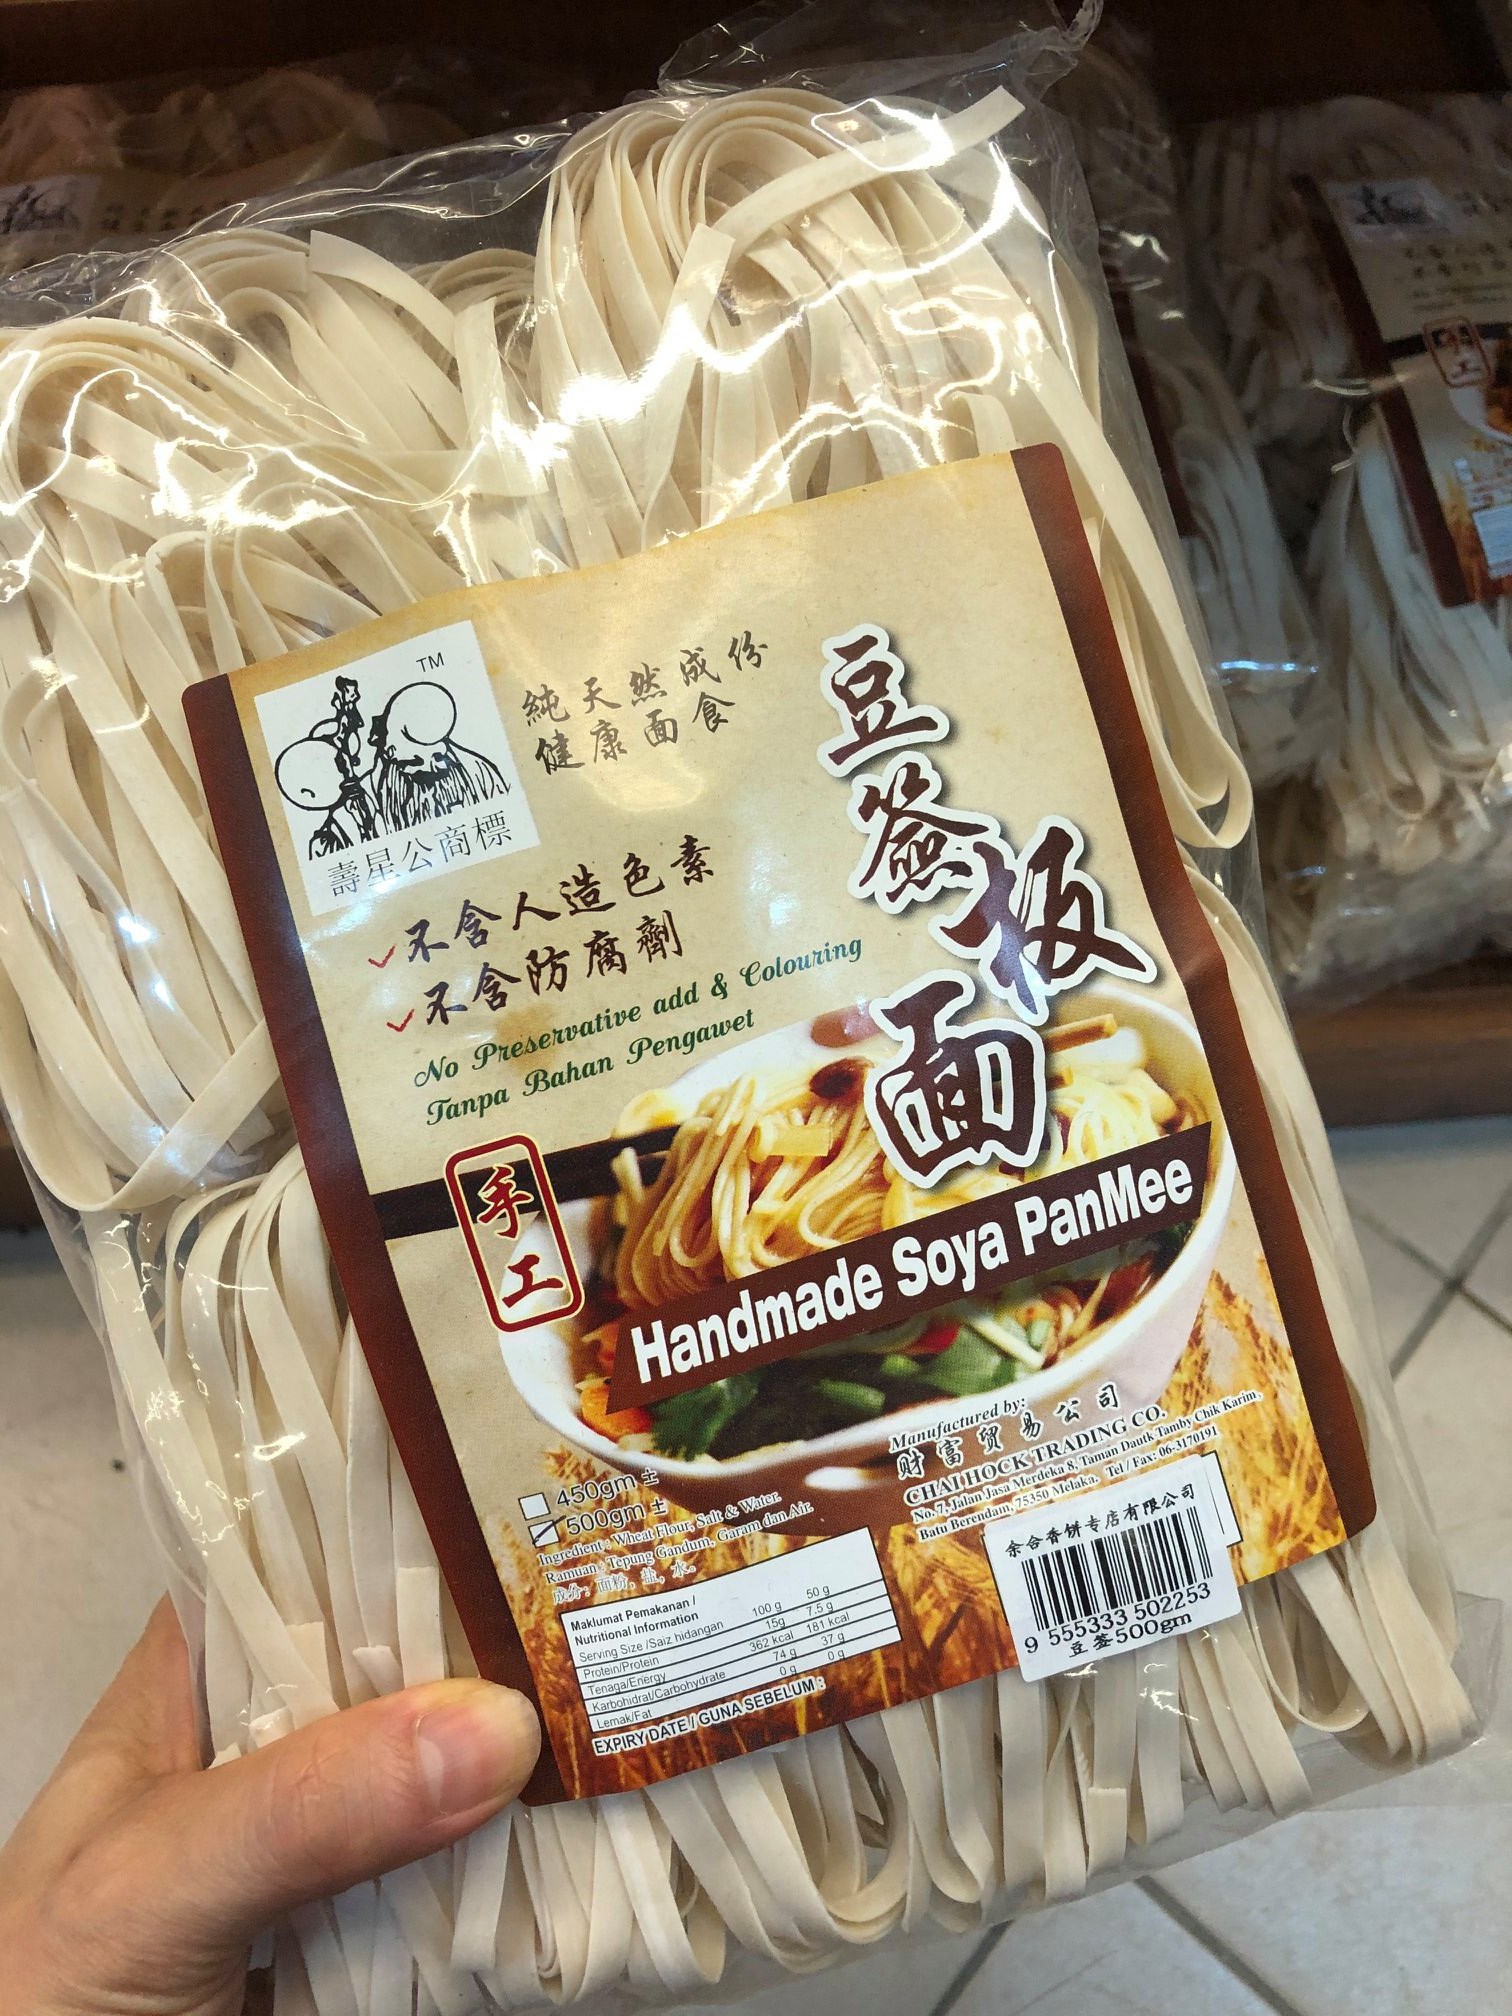 TM
壽星公商標
純天然成份
健康面食
豆簽板面
不含人造色素
不含防腐劑
No Preservative add & Colouring
Tanpa Bahan Pengawet
手工
Handmade Soya PanMee
Manufactured by:
财富贸易公司
CHAI HOCK TRADING CO.
No. 7, Jalan Jasa Merdeka 8, Taman Dautk Tamby Chik Karim,
Batu Berendam, 75350 Melaka. Tel / Fax: 06-3170191
450gm ±
500gm ±
Ingredient : Wheat Flour, Salt & Water.
Ramuan : Tepung Gandum, Garam dan Air.
成分：面粉，盐，水。
Maklumat Pemakanan /
Nutritional Information
Serving Size /Saiz hidangan 100 g 50 g
Protein/Protein 15g 7.5 g
Tenaga/Energy 362 kcal 181 kcal
Karbohidrat/Carbohydrate 74 g 37 g
Lemak/Fat 0 g 0 g
EXPIRY DATE / GUNA SEBELUM :
余合香饼专店有限公司
9 555333 502253
豆签500gm
手工